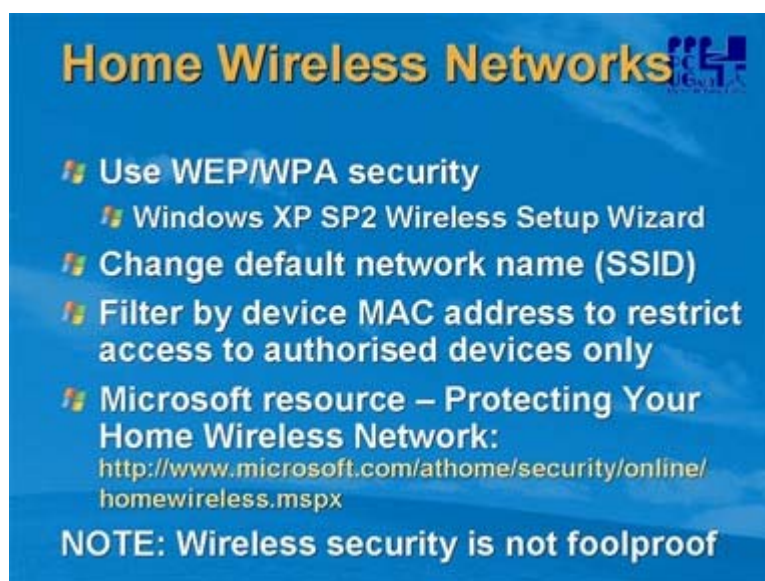 Home Wireless Networks
PC
UG
Use WEP/WPA security
Windows XP SP2 Wireless Setup Wizard
Change default network name (SSID)
Filter by device MAC address to restrict
access to authorised devices only
Microsoft resource – Protecting Your
Home Wireless Network:
http://www.microsoft.com/athome/security/online/
homewireless.mspx
NOTE: Wireless security is not foolproof